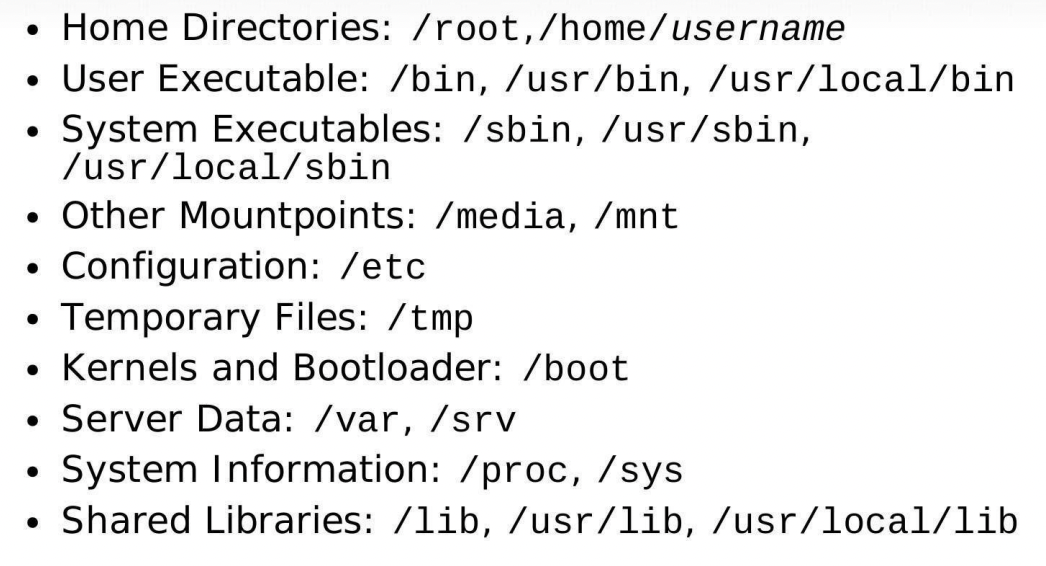 • Home Directories: /root,/home/username
• User Executable: /bin, /usr/bin, /usr/local/bin
• System Executables: /sbin, /usr/sbin,
/usr/local/sbin
• Other Mountpoints: /media, /mnt
• Configuration: /etc
• Temporary Files: /tmp
• Kernels and Bootloader: /boot
• Server Data: /var, /srv
• System Information: /proc, /sys
• Shared Libraries: /lib, /usr/lib, /usr/local/lib